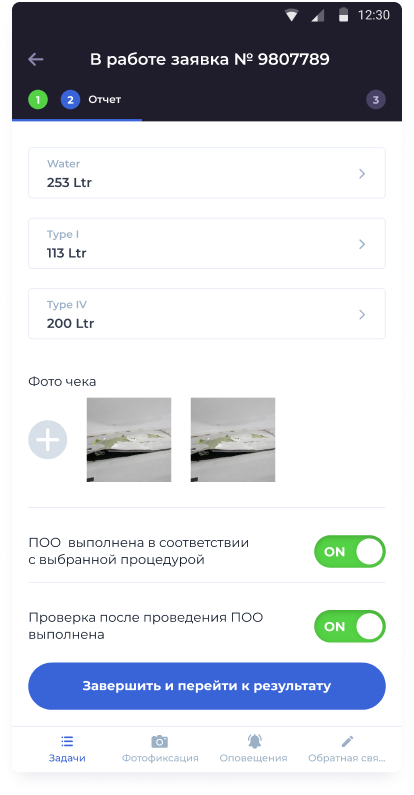 12:30
В работе заявка № 9807789
1
2
Отчет
3
Water
253 Ltr
Type I
113 Ltr
Type IV
200 Ltr
Фото чека
ПОО выполнена в соответствии
с выбранной процедурой
ON
Проверка после проведения ПОО
выполнена
ON
Завершить и перейти к результату
Задачи
Фотофиксация
Оповещения
Обратная свя...